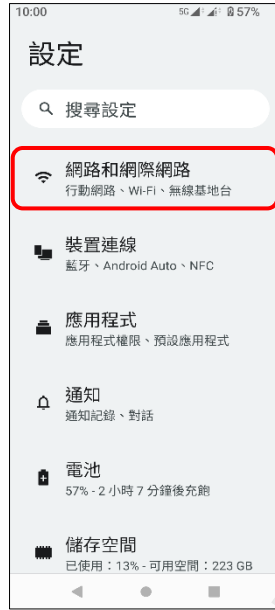 10:00 5G 57%
設定
搜尋設定
網路和網際網路
行動網路、Wi-Fi、無線基地台
裝置連線
藍牙、Android Auto、NFC
應用程式
應用程式權限、預設應用程式
通知
通知記錄、對話
電池
57% - 2 小時 7 分鐘後充飽
儲存空間
已使用：13% - 可用空間：223 GB